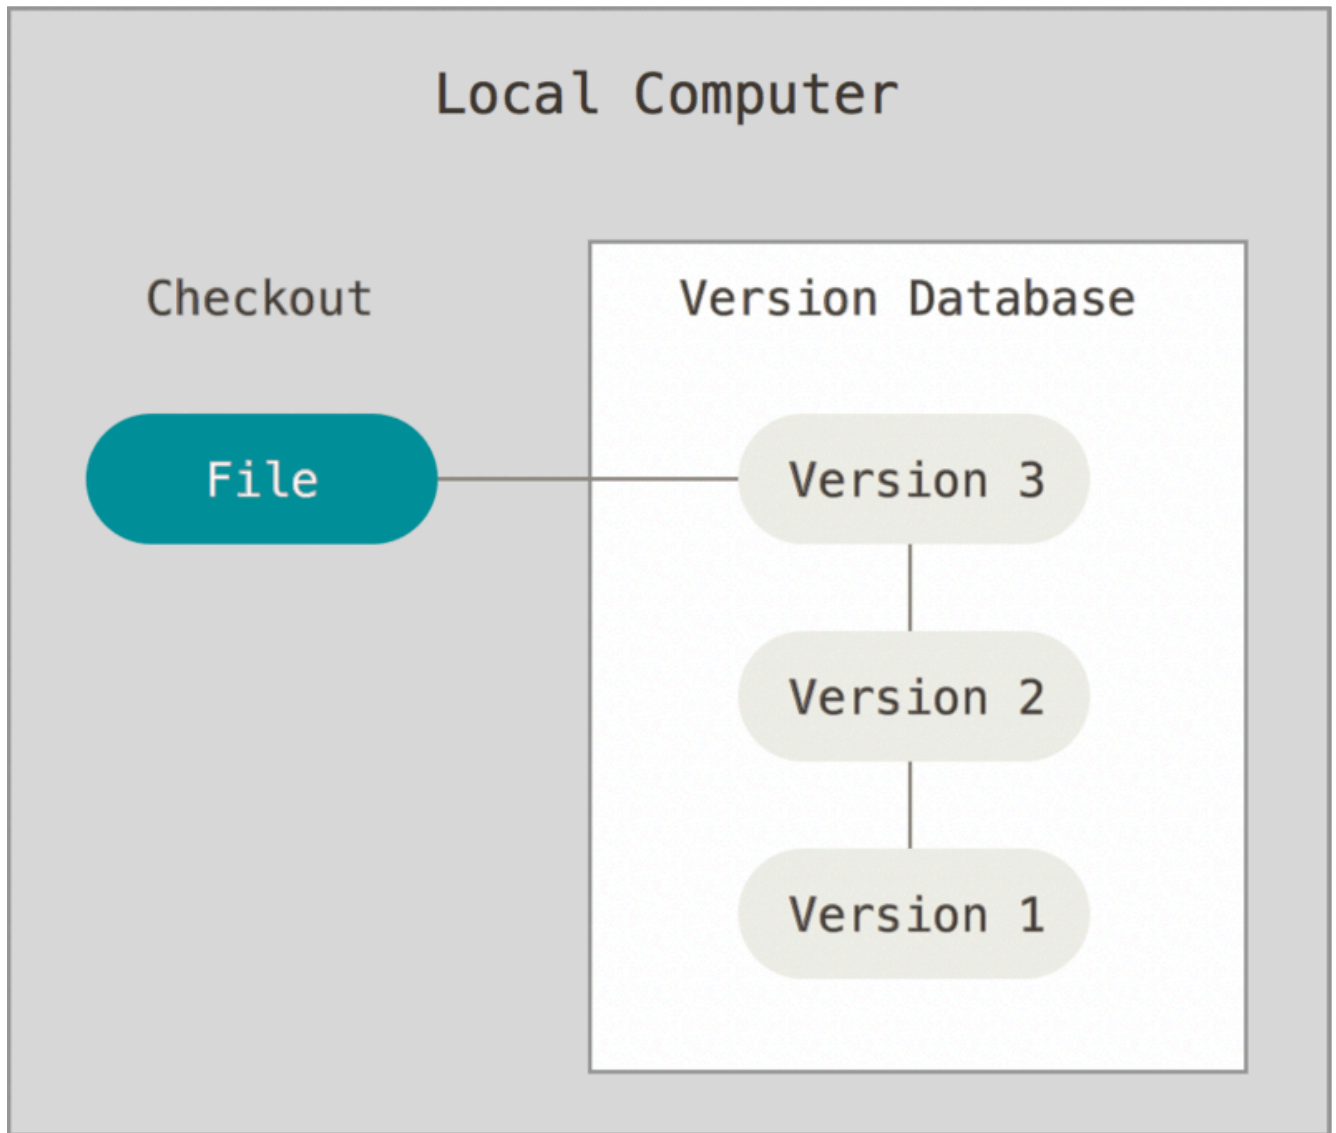 Local Computer
Checkout
Version Database
File
Version 3
Version 2
Version 1